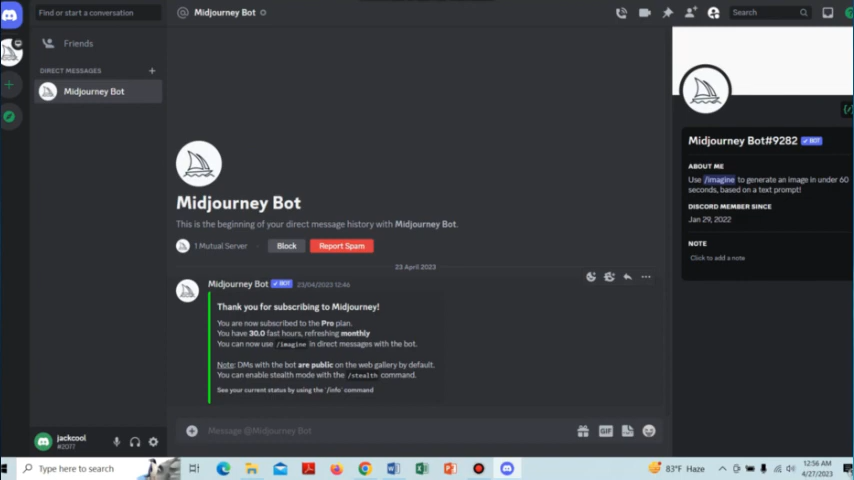 Find or start a conversation
Midjourney Bot
Search
Friends
DIRECT MESSAGES
Midjourney Bot
Midjourney Bot
This is the beginning of your direct message history with Midjourney Bot.
1 Mutual Server
Block
Report Spam
23 April 2023
Midjourney Bot BOT 23/04/2023 12:46
Thank you for subscribing to Midjourney!
You are now subscribed to the Pro plan.
You have 30.0 fast hours, refreshing monthly
You can now use /imagine in direct messages with the bot.
Note: DMs with the bot are public on the web gallery by default.
You can enable stealth mode with the /stealth command.
See your current status by using the '/info' command
Message @Midjourney Bot
GIF
Midjourney Bot#9282 BOT
ABOUT ME
Use /imagine to generate an image in under 60
seconds, based on a text prompt!
DISCORD MEMBER SINCE
Jan 29, 2022
NOTE
Click to add a note
jackcool
#2077
Type here to search
83°F Haze
12:56 AM
4/27/2023